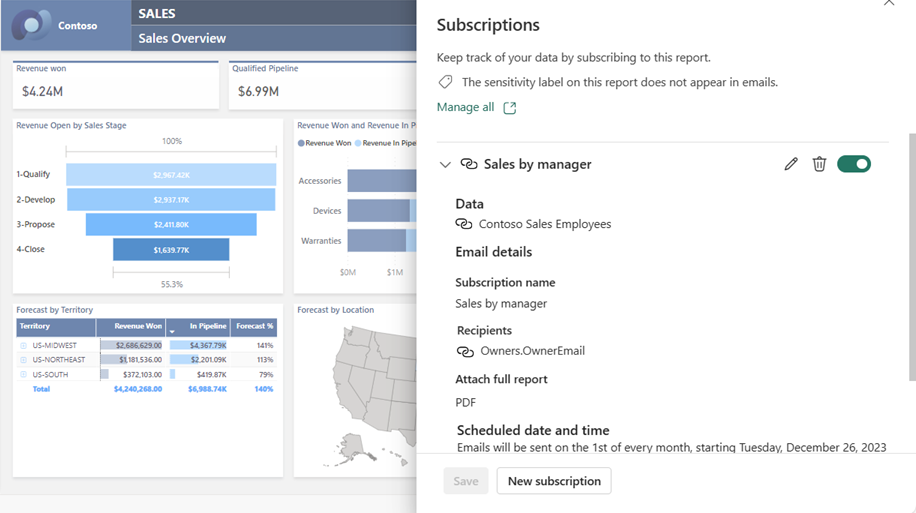 Contoso
SALES
Sales Overview
Revenue won
$4.24M
Qualified Pipeline
$6.99M
Revenue Open by Sales Stage
100%
1-Qualify
$2,967.42K
2-Develop
$2,937.17K
3-Propose
$2,411.80K
4-Close
$1,639.77K
55.3%
Revenue Won and Revenue In P
Revenue Won Revenue In Pipe
Accessories
Devices
Warranties
$0M $1M
Forecast by Territory
Territory Revenue Won In Pipeline Forecast %
US-MIDWEST $2,686,629.00 $4,367.79K 141%
US-NORTHEAST $1,181,536.00 $2,201.09K 113%
US-SOUTH $372,103.00 $419.87K 79%
Total $4,240,268.00 $6,988.74K 140%
Forecast by Location
Subscriptions
Keep track of your data by subscribing to this report.
The sensitivity label on this report does not appear in emails.
Manage all
Sales by manager
Data
Contoso Sales Employees
Email details
Subscription name
Sales by manager
Recipients
Owners.OwnerEmail
Attach full report
PDF
Scheduled date and time
Emails will be sent on the 1st of every month, starting Tuesday, December 26, 2023
Save
New subscription